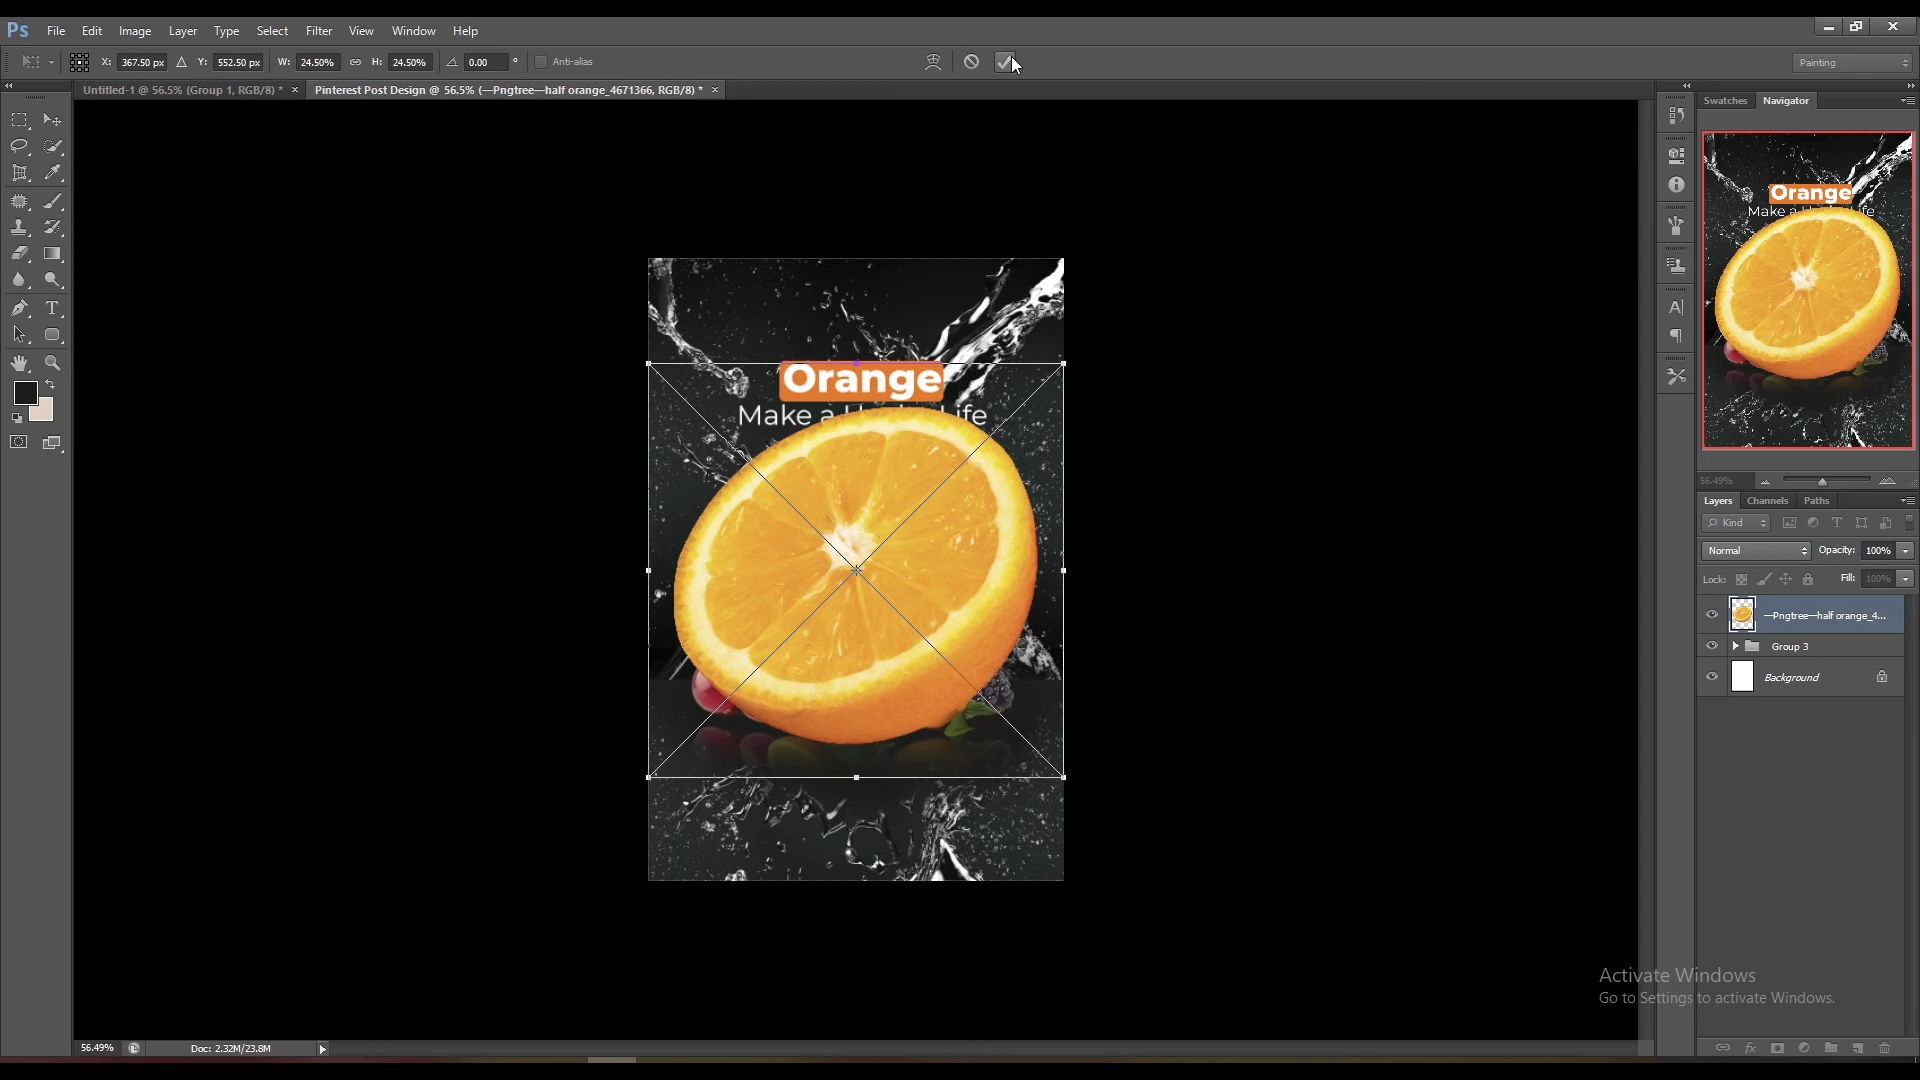 Ps File Edit Image Layer Type Select Filter View Window Help
X: 367.50 px Y: 552.50 px W: 24.50% H: 24.50% 0.00 ° Anti-alias Painting
Untitled-1 @ 56.5% (Group 1, RGB/8) * × Pinterest Post Design @ 56.5% (—Pngtree—half orange_4671366, RGB/8) * ×
Swatches Navigator
Orange
Make a Life
Orange
Make a Life
56.49%
Layers Channels Paths
Kind
Normal Opacity: 100%
Lock: Fill: 100%
—Pngtree—half orange_4...
Group 3
Background
Activate Windows
Go to Settings to activate Windows.
56.49% Doc: 2.32M/23.8M